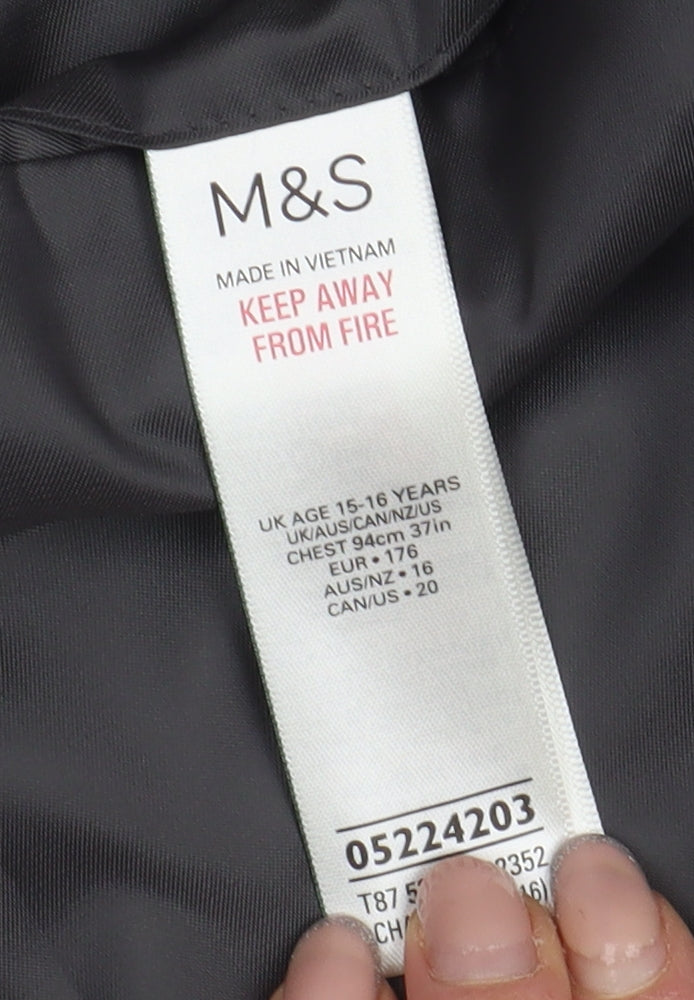 M&S
MADE IN VIETNAM
KEEP AWAY
FROM FIRE
UK AGE 15-16 YEARS
UK/AUS/CAN/NZ/US
CHEST 94cm 37in
EUR • 176
AUS/NZ • 16
CAN/US • 20
05224203
T87